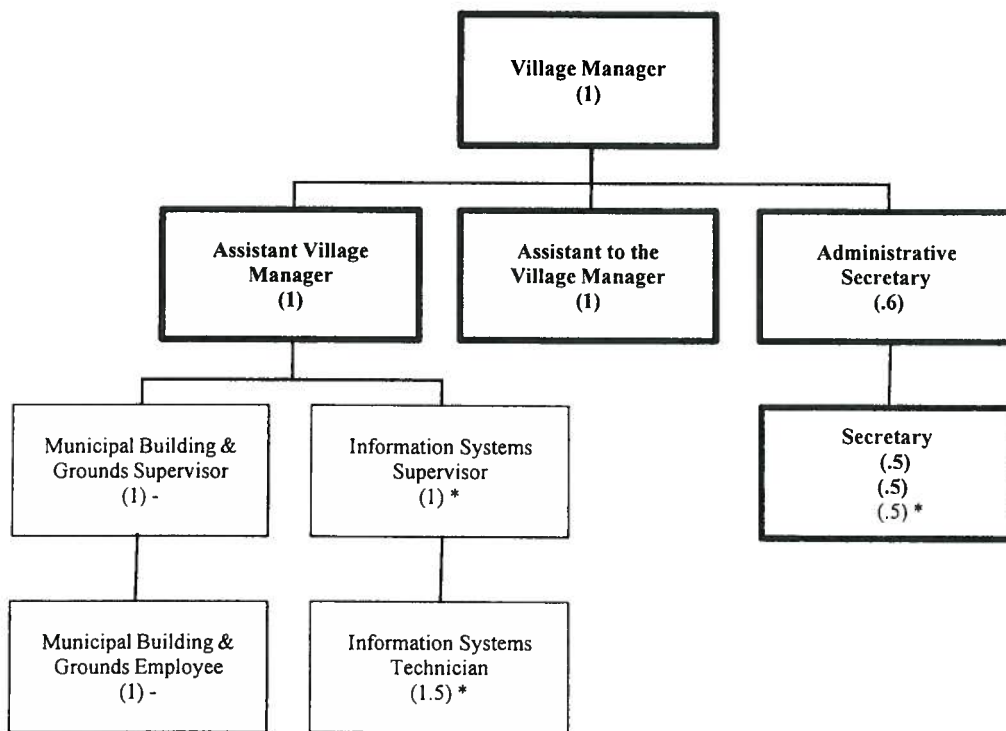 Village Manager
(1)
Assistant Village
Manager
(1)
Assistant to the
Village Manager
(1)
Administrative
Secretary
(.6)
Municipal Building &
Grounds Supervisor
(1) -
Information Systems
Supervisor
(1) *
Secretary
(.5)
(.5)
(.5) *
Municipal Building &
Grounds Employee
(1) -
Information Systems
Technician
(1.5) *